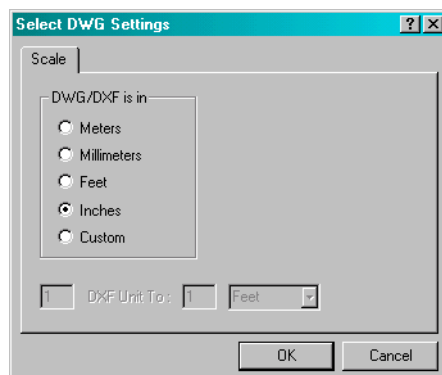 Select DWG Settings
Scale
DWG/DXF is in
Meters
Millimeters
Feet
Inches
Custom
1 DXF Unit To : 1 Feet
OK Cancel